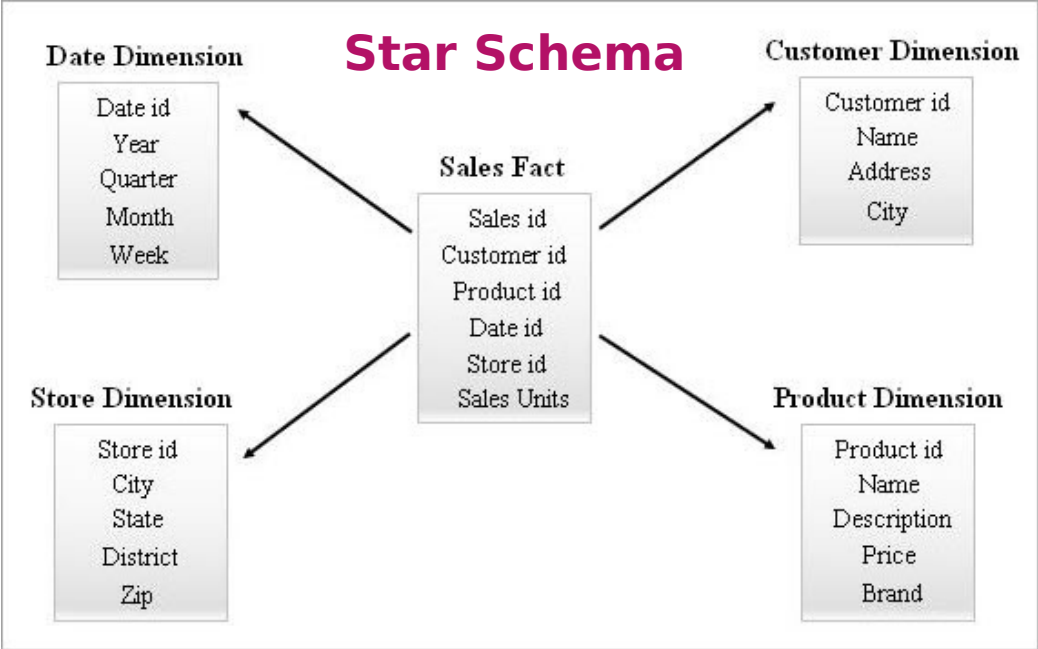 Star Schema
Date Dimension
Date id
Year
Quarter
Month
Week
Customer Dimension
Customer id
Name
Address
City
Sales Fact
Sales id
Customer id
Product id
Date id
Store id
Sales Units
Store Dimension
Store id
City
State
District
Zip
Product Dimension
Product id
Name
Description
Price
Brand